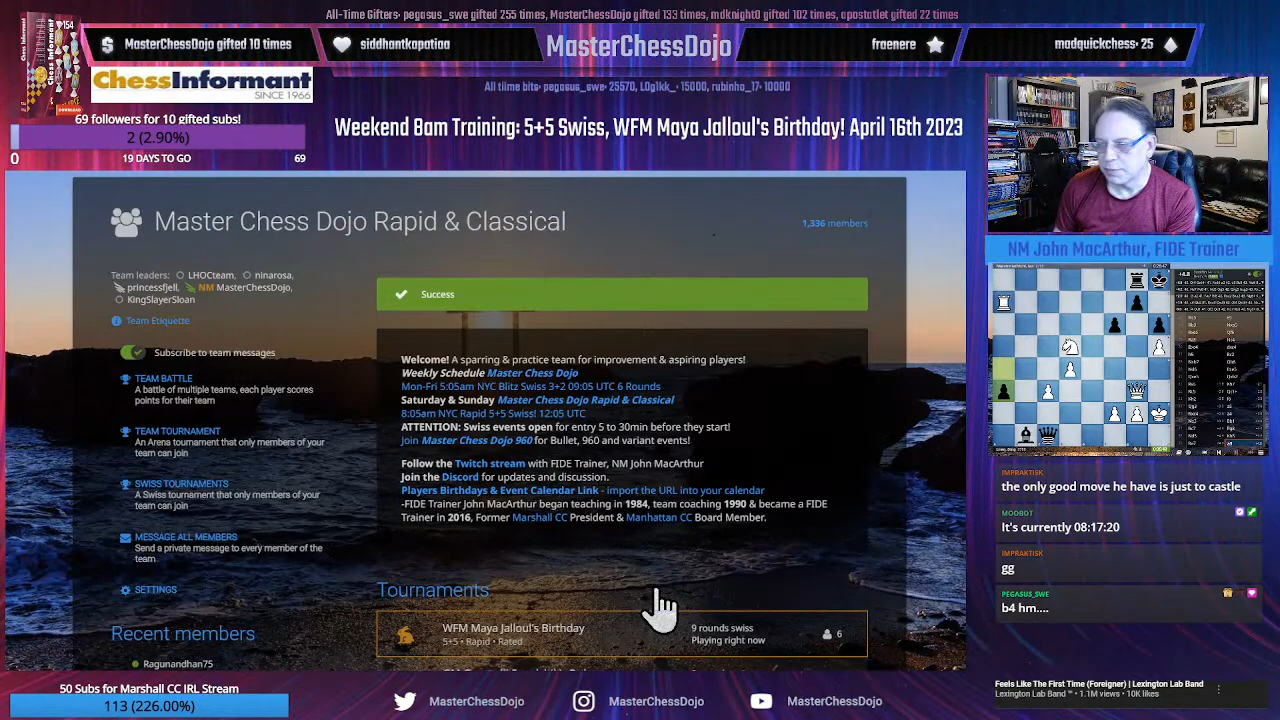 All-Time Gifters: pegasus_swe gifted 255 times, MasterChessDojo gifted 133 times, mdknight0 gifted 102 times, apostatlet gifted 22 times
MasterChessDojo gifted 10 times
siddhantkapatiaa
MasterChessDojo
fraenere
madquickchess: 25
ChessInformant
SINCE 1966
154
DOWNLOAD
All time bits: pegasus_swe: 25570, L0g1kk_: 15000, rubinho_17: 10000
69 followers for 10 gifted subs!
2 (2.90%)
0
19 DAYS TO GO
69
Weekend 8am Training: 5+5 Swiss, WFM Maya Jalloul's Birthday! April 16th 2023
Master Chess Dojo Rapid & Classical
1,336 members
Team leaders: LHOCteam, ninarosa,
princessfjell, NM MasterChessDojo,
KingSlayerSloan
Team Etiquette
Subscribe to team messages
TEAM BATTLE
A battle of multiple teams, each player scores
points for their team
TEAM TOURNAMENT
An Arena tournament that only members of your
team can join
SWISS TOURNAMENTS
A Swiss tournament that only members of your
team can join
MESSAGE ALL MEMBERS
Send a private message to every member of the
team
SETTINGS
Recent members
Ragunandhan75
Success
Welcome! A sparring & practice team for improvement & aspiring players!
Weekly Schedule Master Chess Dojo
Mon-Fri 5:05am NYC Blitz Swiss 3+2 09:05 UTC 6 Rounds
Saturday & Sunday Master Chess Dojo Rapid & Classical
8:05am NYC Rapid 5+5 Swiss! 12:05 UTC
ATTENTION: Swiss events open for entry 5 to 30min before they start!
Join Master Chess Dojo 960 for Bullet, 960 and variant events!
Follow the Twitch stream with FIDE Trainer, NM John MacArthur
Join the Discord for updates and discussion.
Players Birthdays & Event Calendar Link - import the URL into your calendar
-FIDE Trainer John MacArthur began teaching in 1984, team coaching 1990 & became a FIDE
Trainer in 2016, Former Marshall CC President & Manhattan CC Board Member.
Tournaments
WFM Maya Jalloul's Birthday
5+5 • Rapid • Rated
9 rounds swiss
Playing right now
6
NM John MacArthur, FIDE Trainer
IMPRAKTISK
the only good move he has is just to castle
MOOBOT
It's currently 08:17:20
IMPRAKTISK
gg
PEGASUS_SWE
b4 hm....
50 Subs for Marshall CC IRL Stream
113 (226.00%)
MasterChessDojo
MasterChessDojo
MasterChessDojo
Feels Like The First Time (Foreigner) | Lexington Lab Band
Lexington Lab Band ™ • 1.1M views • 10K likes